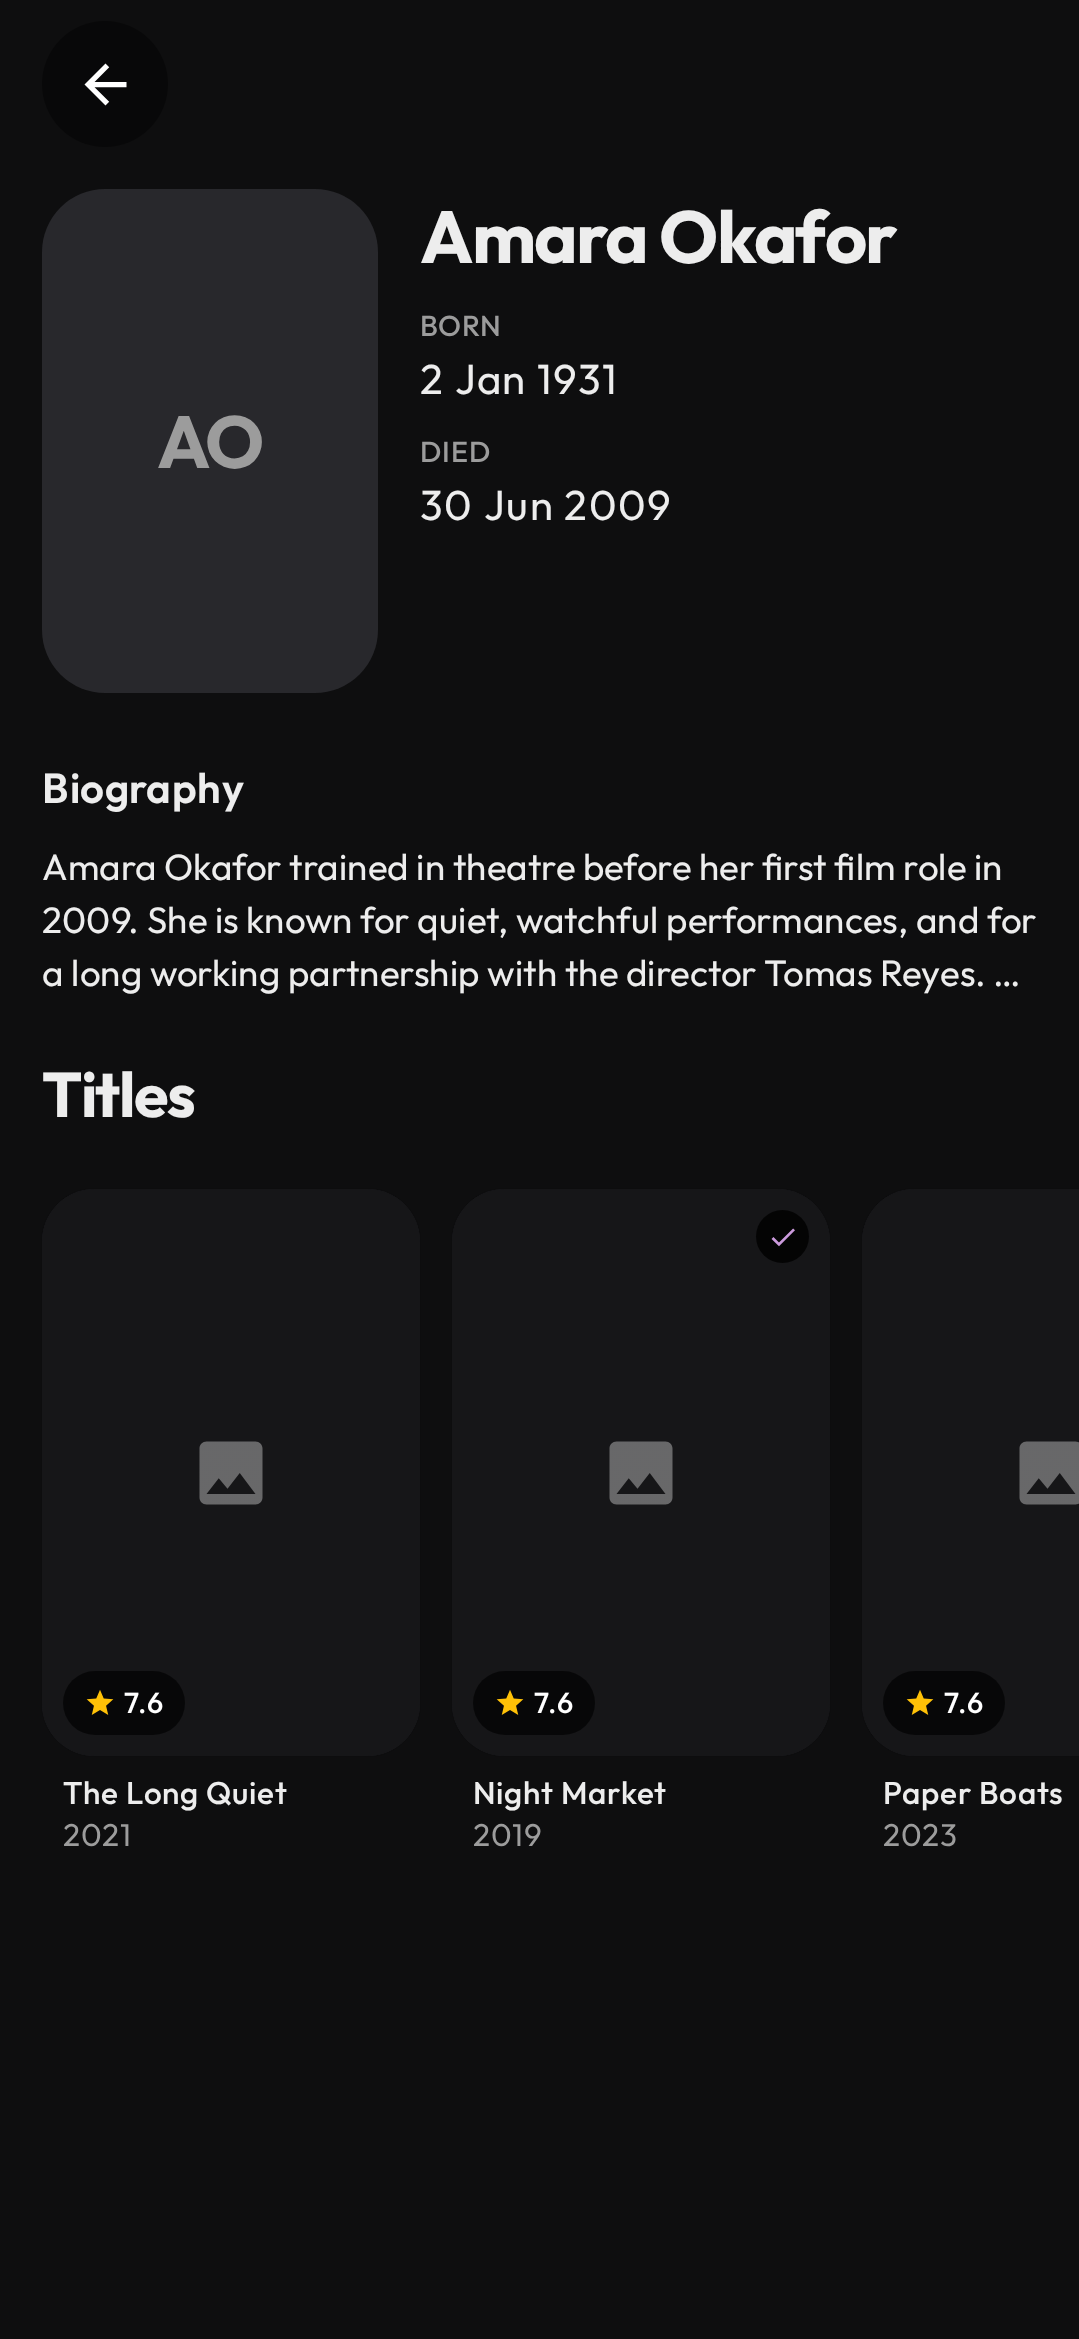 Amara Okafor
BORN
2 Jan 1931
AO
DIED
30 Jun 2009
Biography
Amara Okafor trained in theatre before her first film role in
2009. She is known for quiet, watchful performances, and for
a long working partnership with the director Tomas Reyes. ...
Titles
7.6
7.6
7.6
The Long Quiet
Night Market
Paper Boats
2021
2019
2023